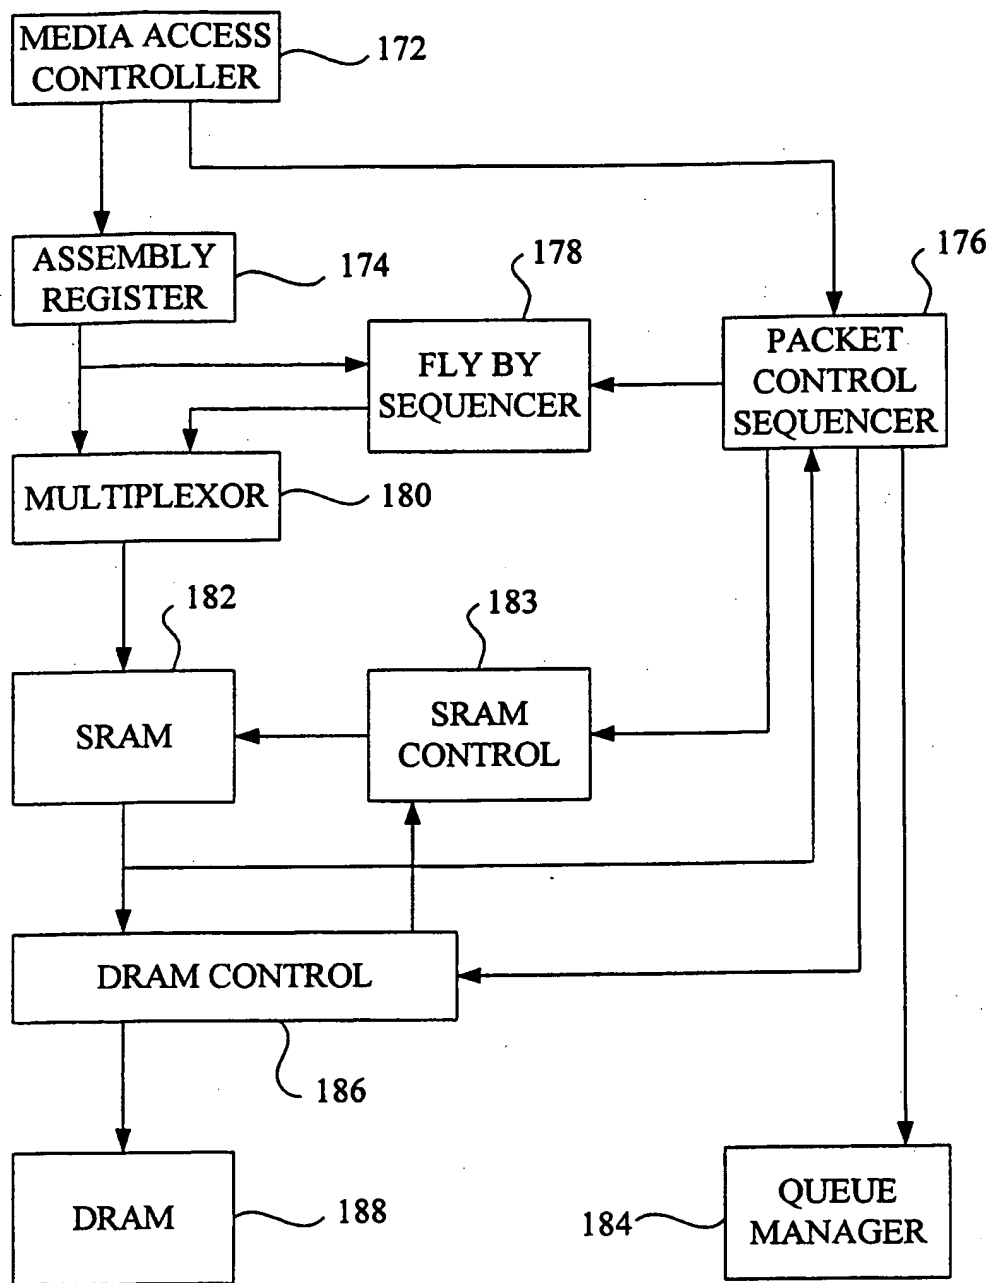 MEDIA ACCESS
CONTROLLER
172
ASSEMBLY
REGISTER
174
178
176
FLY BY
SEQUENCER
PACKET
CONTROL
SEQUENCER
MULTIPLEXOR
180
182
183
SRAM
SRAM
CONTROL
DRAM CONTROL
186
DRAM
188
184
QUEUE
MANAGER